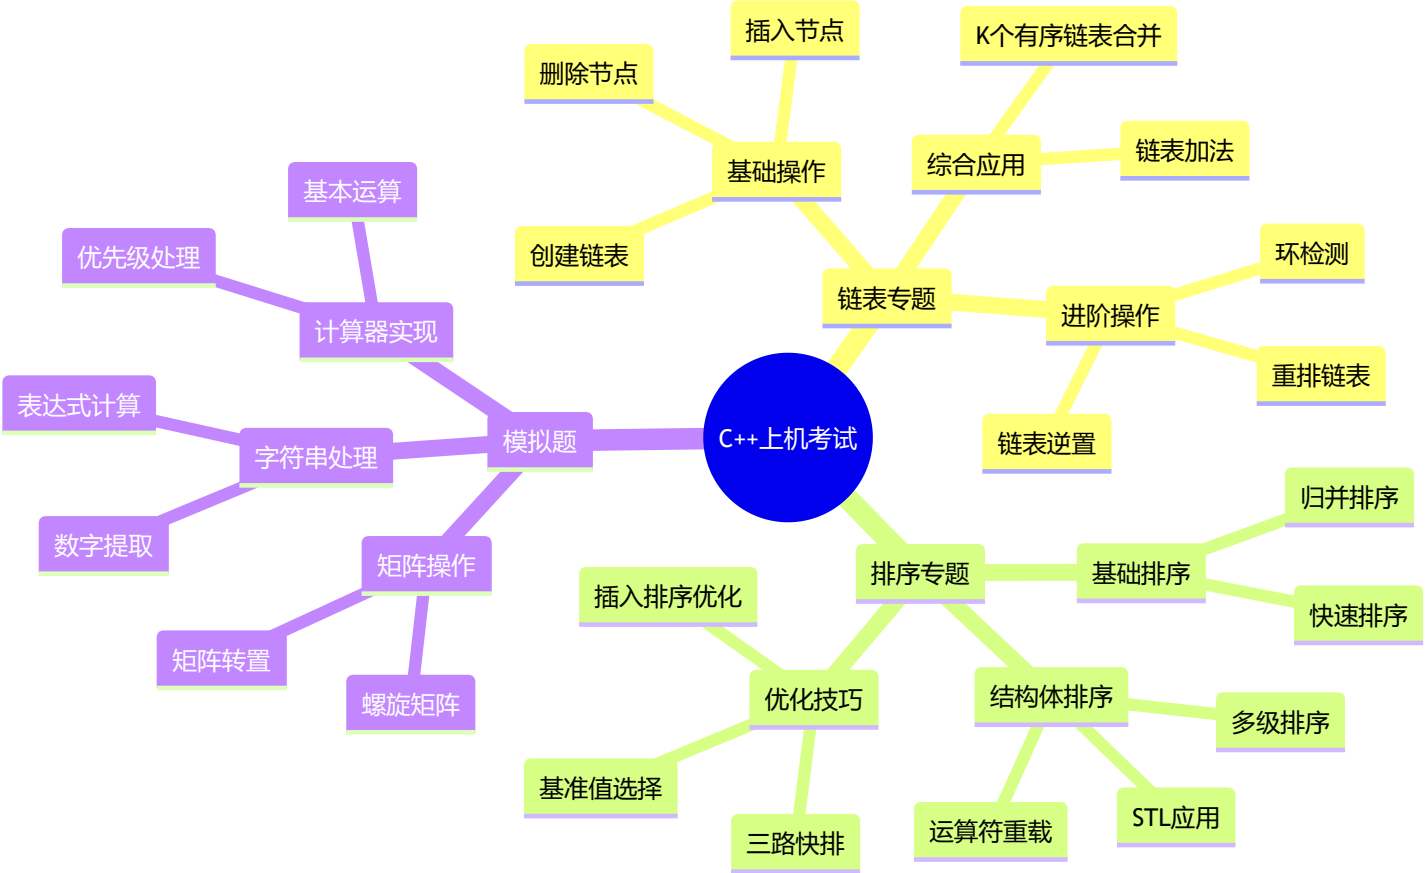 C++上机考试
链表专题
基础操作
创建链表
删除节点
插入节点
进阶操作
链表逆置
环检测
重排链表
综合应用
K个有序链表合并
链表加法
排序专题
基础排序
归并排序
快速排序
结构体排序
多级排序
STL应用
运算符重载
优化技巧
插入排序优化
基准值选择
三路快排
模拟题
矩阵操作
矩阵转置
螺旋矩阵
字符串处理
表达式计算
数字提取
计算器实现
基本运算
优先级处理